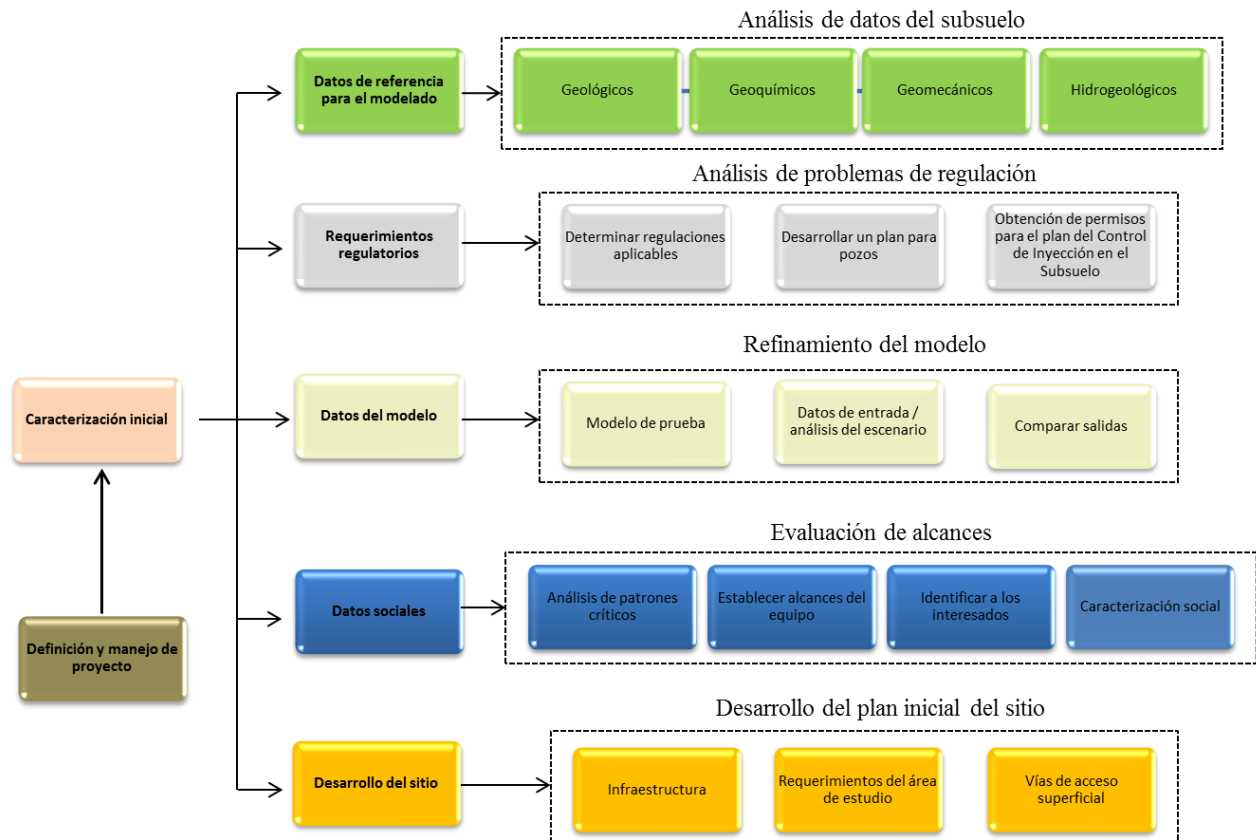 Análisis de datos del subsuelo
Datos de referencia
para el modelado
Geológicos
Geoquímicos
Geomecánicos
Hidrogeológicos
Análisis de problemas de regulación
Requerimientos
regulatorios
Determinar regulaciones
aplicables
Desarrollar un plan para
pozos
Obtención de permisos
para el plan del Control
de Inyección en el
Subsuelo
Refinamiento del modelo
Caracterización inicial
Datos del modelo
Modelo de prueba
Datos de entrada /
análisis del escenario
Comparar salidas
Evaluación de alcances
Definición y manejo de
proyecto
Datos sociales
Análisis de patrones
críticos
Establecer alcances del
equipo
Identificar a los
interesados
Caracterización social
Desarrollo del plan inicial del sitio
Desarrollo del sitio
Infraestructura
Requerimientos del área
de estudio
Vías de acceso
superficial